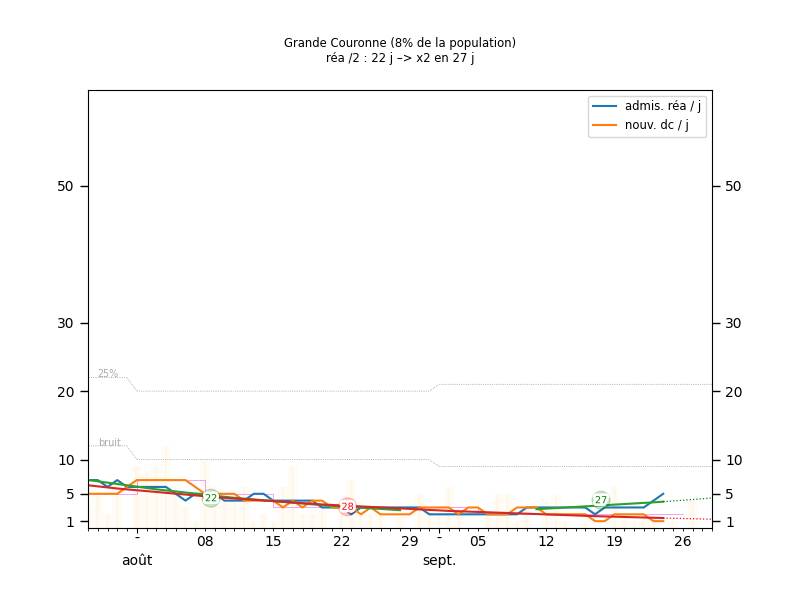 Grande Couronne (8% de la population)
réa /2 : 22 j –> x2 en 27 j
admis. réa / j
nouv. dc / j
50 50
30 30
25%
20 20
bruit
10 10
5 22 28 27 5
1 1
- 08 15 22 29 - 05 12 19 26
août sept.